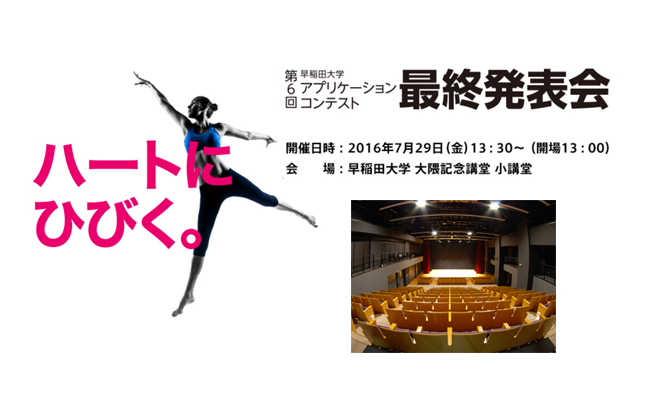 ハートに
ひびく。
第6回
早稲田大学
アプリケーション
コンテスト
最終発表会
開催日時：2016年7月29日（金）13：30～（開場13：00）
会　　場：早稲田大学 大隈記念講堂 小講堂